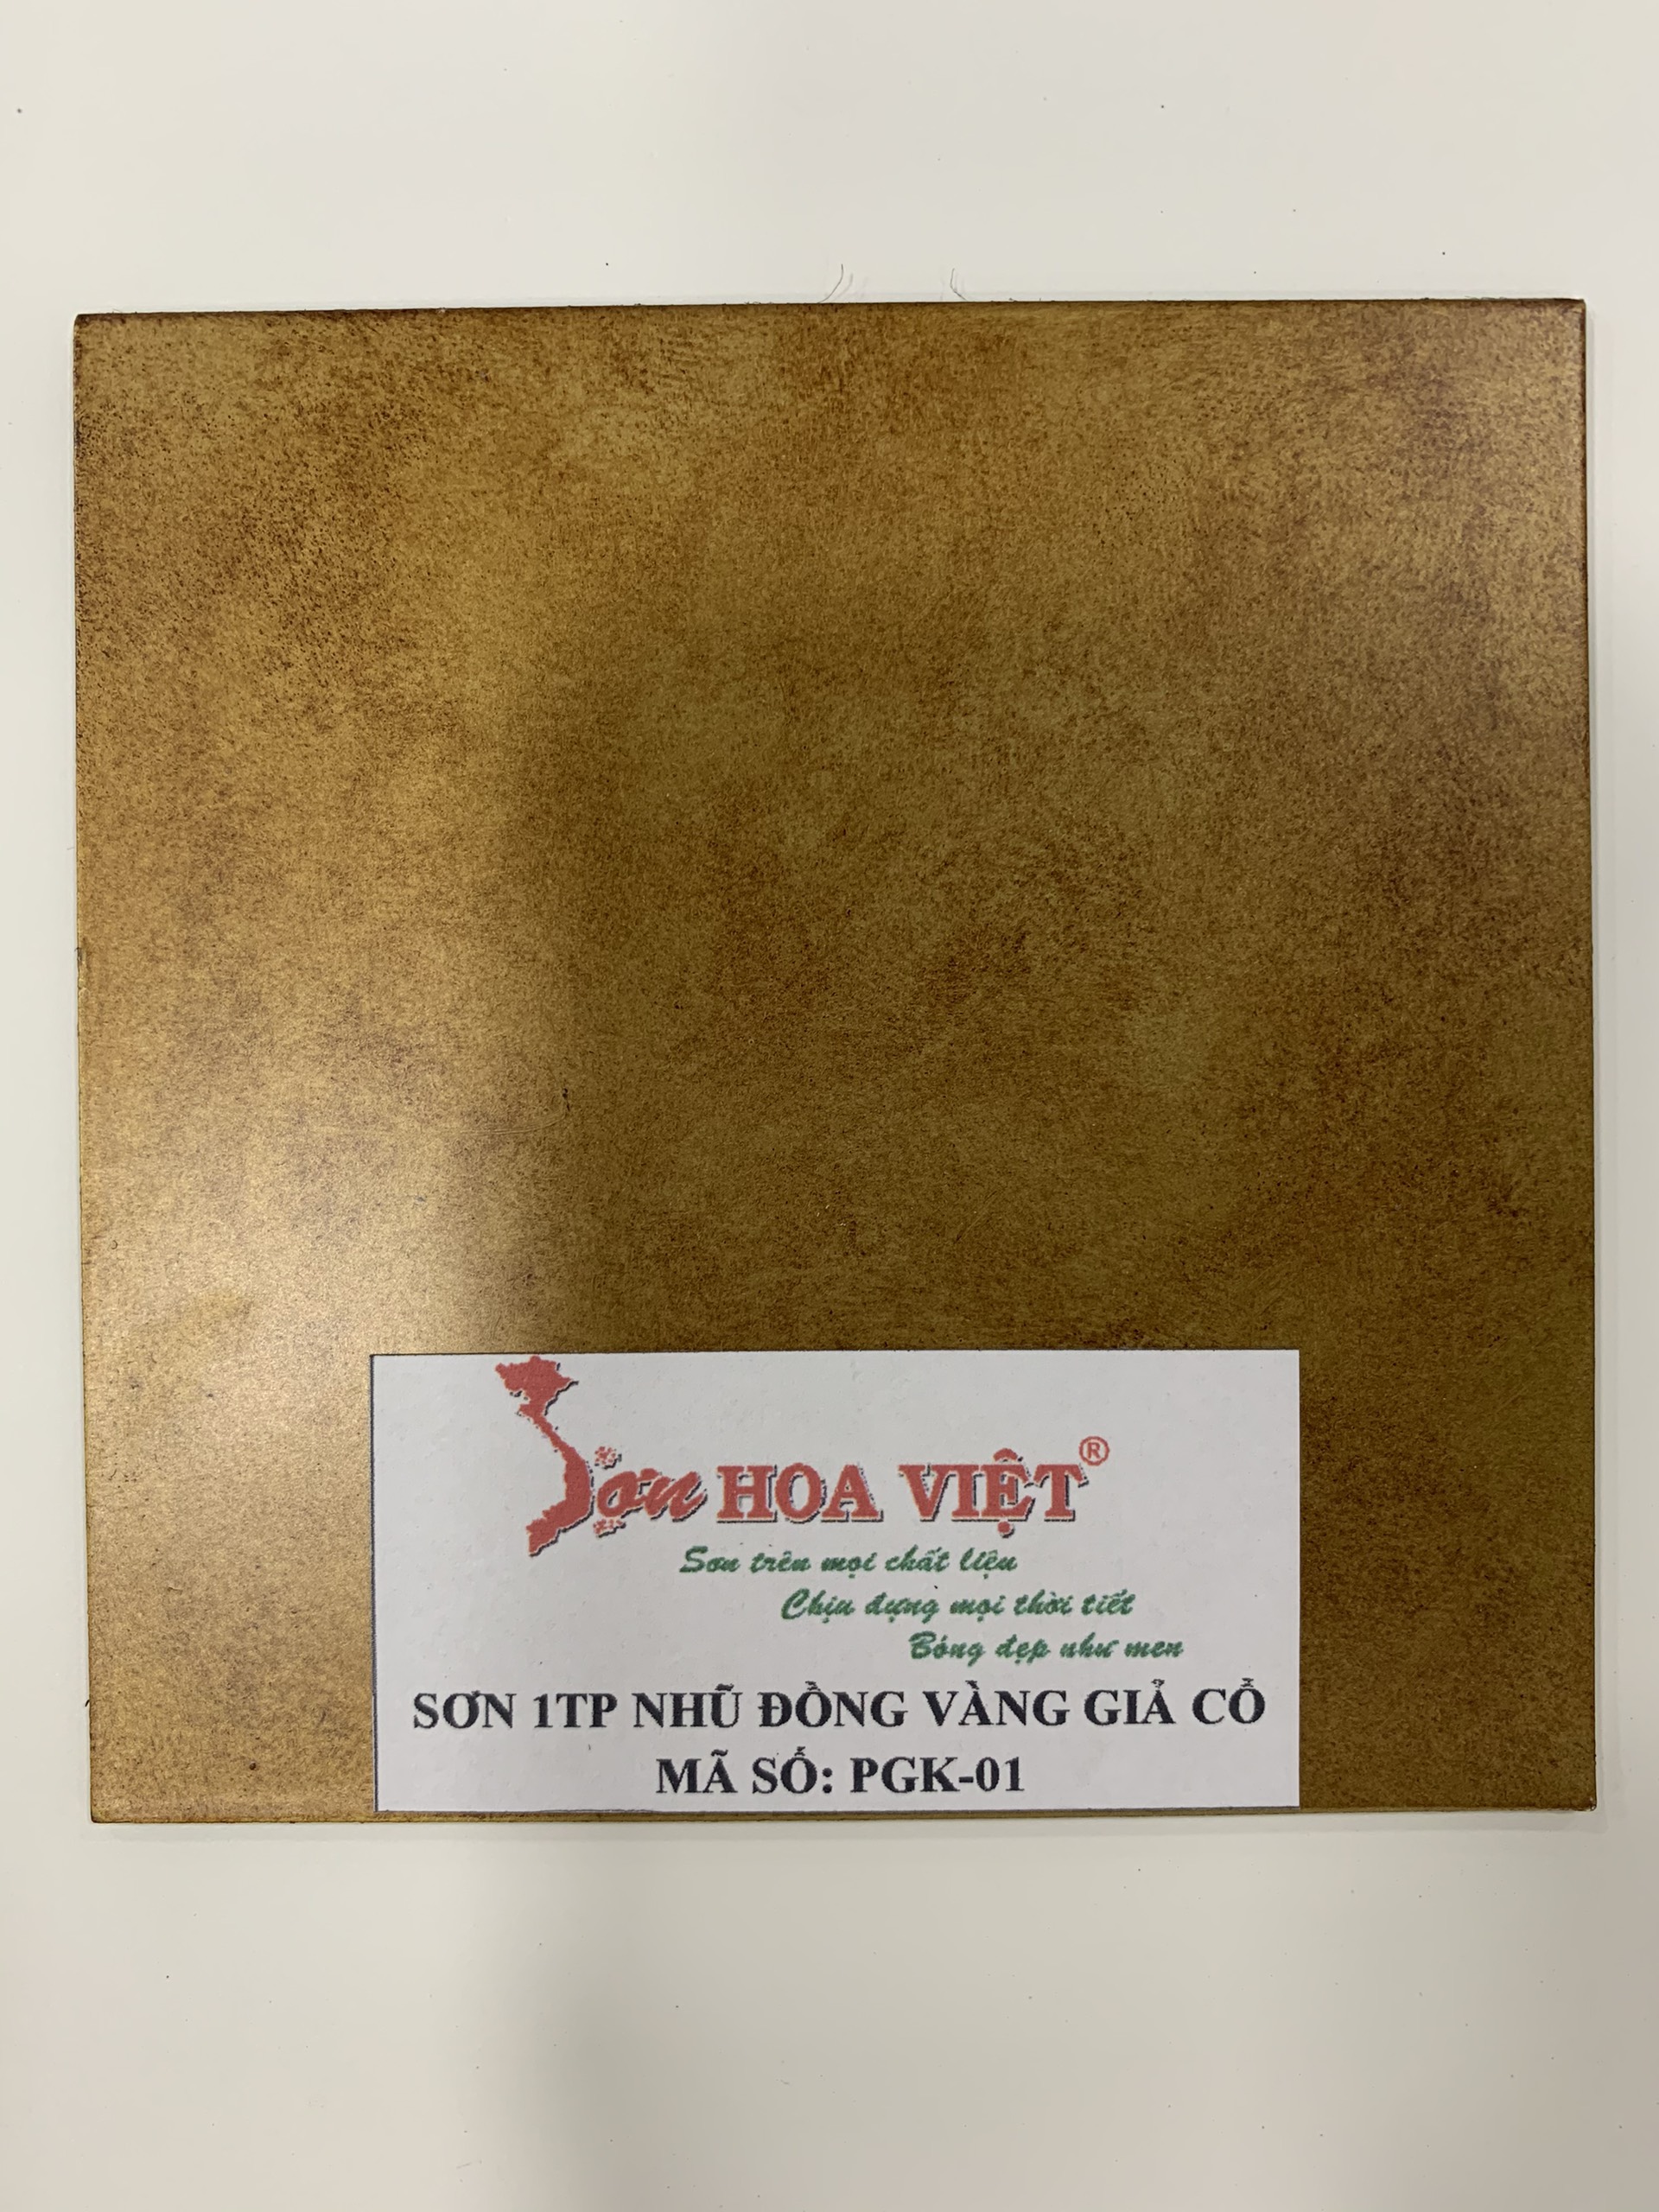 Sơn HOA VIỆT®
Sơn trên mọi chất liệu
Chịu đựng mọi thời tiết
Bóng đẹp như men
SƠN 1TP NHŨ ĐỒNG VÀNG GIẢ CỔ
MÃ SỐ: PGK-01